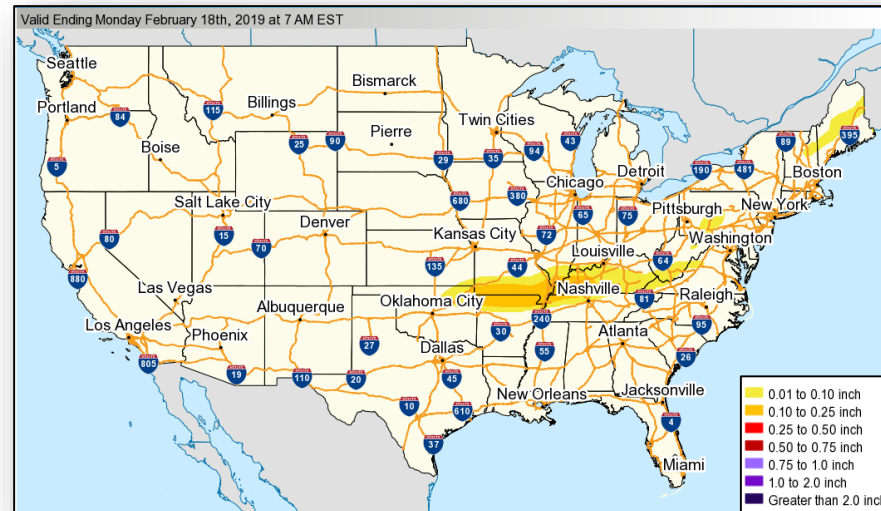 Valid Ending Monday February 18th, 2019 at 7 AM EST
Seattle
Portland
84
115
Billings
Bismarck
Twin Cities
5
Boise
25
90
Pierre
29
35
94
43
Detroit
190
481
89
395
Boston
Salt Lake City
15
80
Denver
70
680
380
Chicago
65
75
Pittsburgh
New York
Washington
880
Las Vegas
Kansas City
135
72
44
Louisville
64
Los Angeles
805
Phoenix
19
Albuquerque
110
Oklahoma City
27
20
Dallas
45
30
240
55
Nashville
81
Raleigh
95
Atlanta
26
10
610
37
New Orleans
Jacksonville
4
Miami
0.01 to 0.10 inch
0.10 to 0.25 inch
0.25 to 0.50 inch
0.50 to 0.75 inch
0.75 to 1.0 inch
1.0 to 2.0 inch
Greater than 2.0 incl